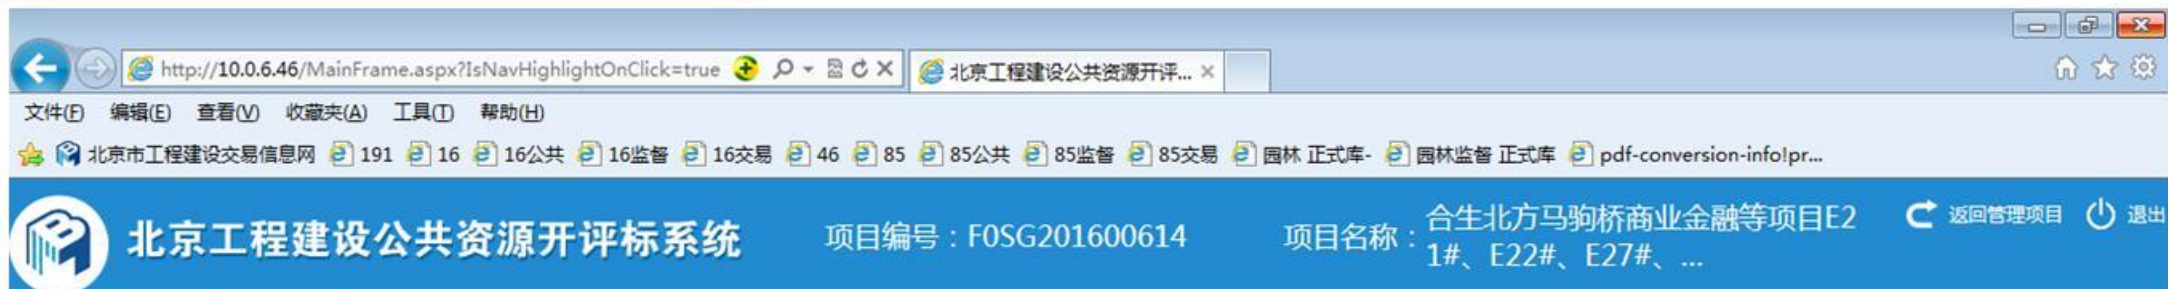 http://10.0.6.46/MainFrame.aspx?IsNavHighlightOnClick=true
北京工程建设公共资源开评...
文件(F) 编辑(E) 查看(V) 收藏夹(A) 工具(T) 帮助(H)
北京市工程建设交易信息网 191 16 16公共 16监督 16交易 46 85 85公共 85监督 85交易 园林 正式库- 园林监督 正式库 pdf-conversion-info!pr...
北京工程建设公共资源开评标系统
项目编号：F0SG201600614
项目名称：合生北方马驹桥商业金融等项目E2
1#、E22#、E27#、...
返回管理项目 退出